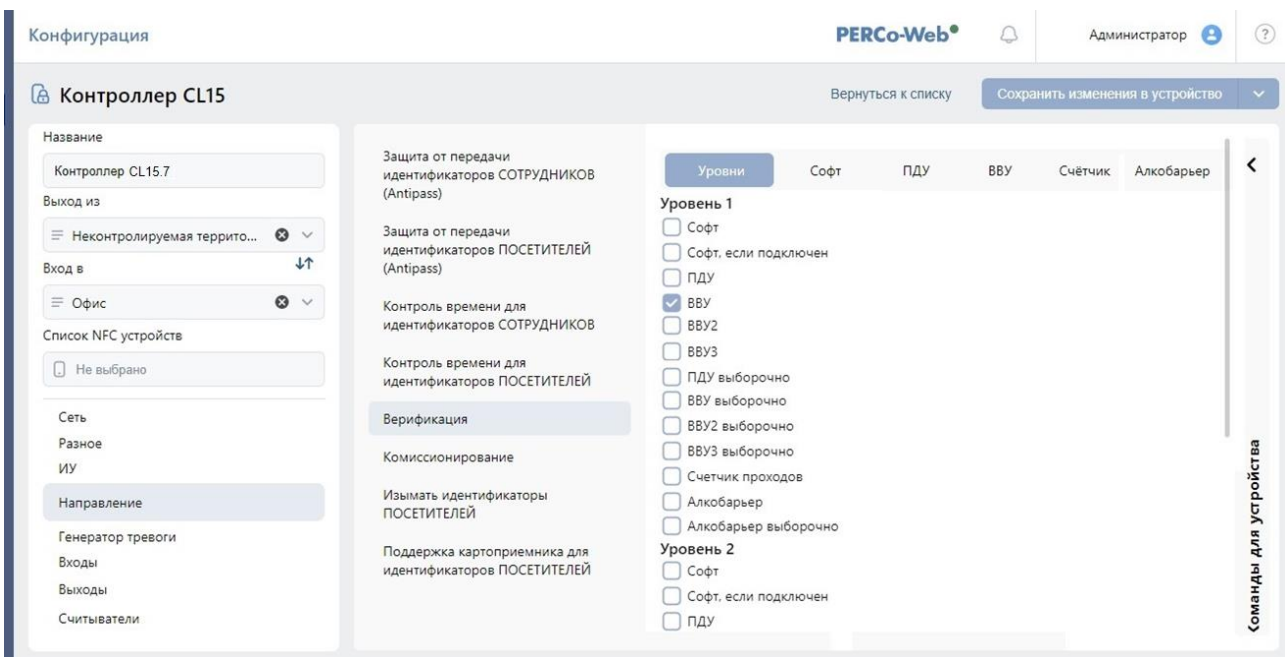 Конфигурация
PERCo-Web
Администратор
?
Контроллер CL15
Вернуться к списку
Сохранить изменения в устройство
Название
Контроллер CL15.7
Выход из
Неконтролируемая террито...
Вход в
Офис
Список NFC устройств
Не выбрано
Сеть
Разное
ИУ
Направление
Генератор тревоги
Входы
Выходы
Считыватели
Защита от передачи
идентификаторов СОТРУДНИКОВ
(Antipass)
Защита от передачи
идентификаторов ПОСЕТИТЕЛЕЙ
(Antipass)
Контроль времени для
идентификаторов СОТРУДНИКОВ
Контроль времени для
идентификаторов ПОСЕТИТЕЛЕЙ
Верификация
Комиссионирование
Изымать идентификаторы
ПОСЕТИТЕЛЕЙ
Поддержка картоприемника для
идентификаторов ПОСЕТИТЕЛЕЙ
Уровни Софт ПДУ ВВУ Счётчик Алкобарьер
Уровень 1
Софт
Софт, если подключен
ПДУ
ВВУ
ВВУ2
ВВУ3
ПДУ выборочно
ВВУ выборочно
ВВУ2 выборочно
ВВУ3 выборочно
Счетчик проходов
Алкобарьер
Алкобарьер выборочно
Уровень 2
Софт
Софт, если подключен
ПДУ
Команды для устройства